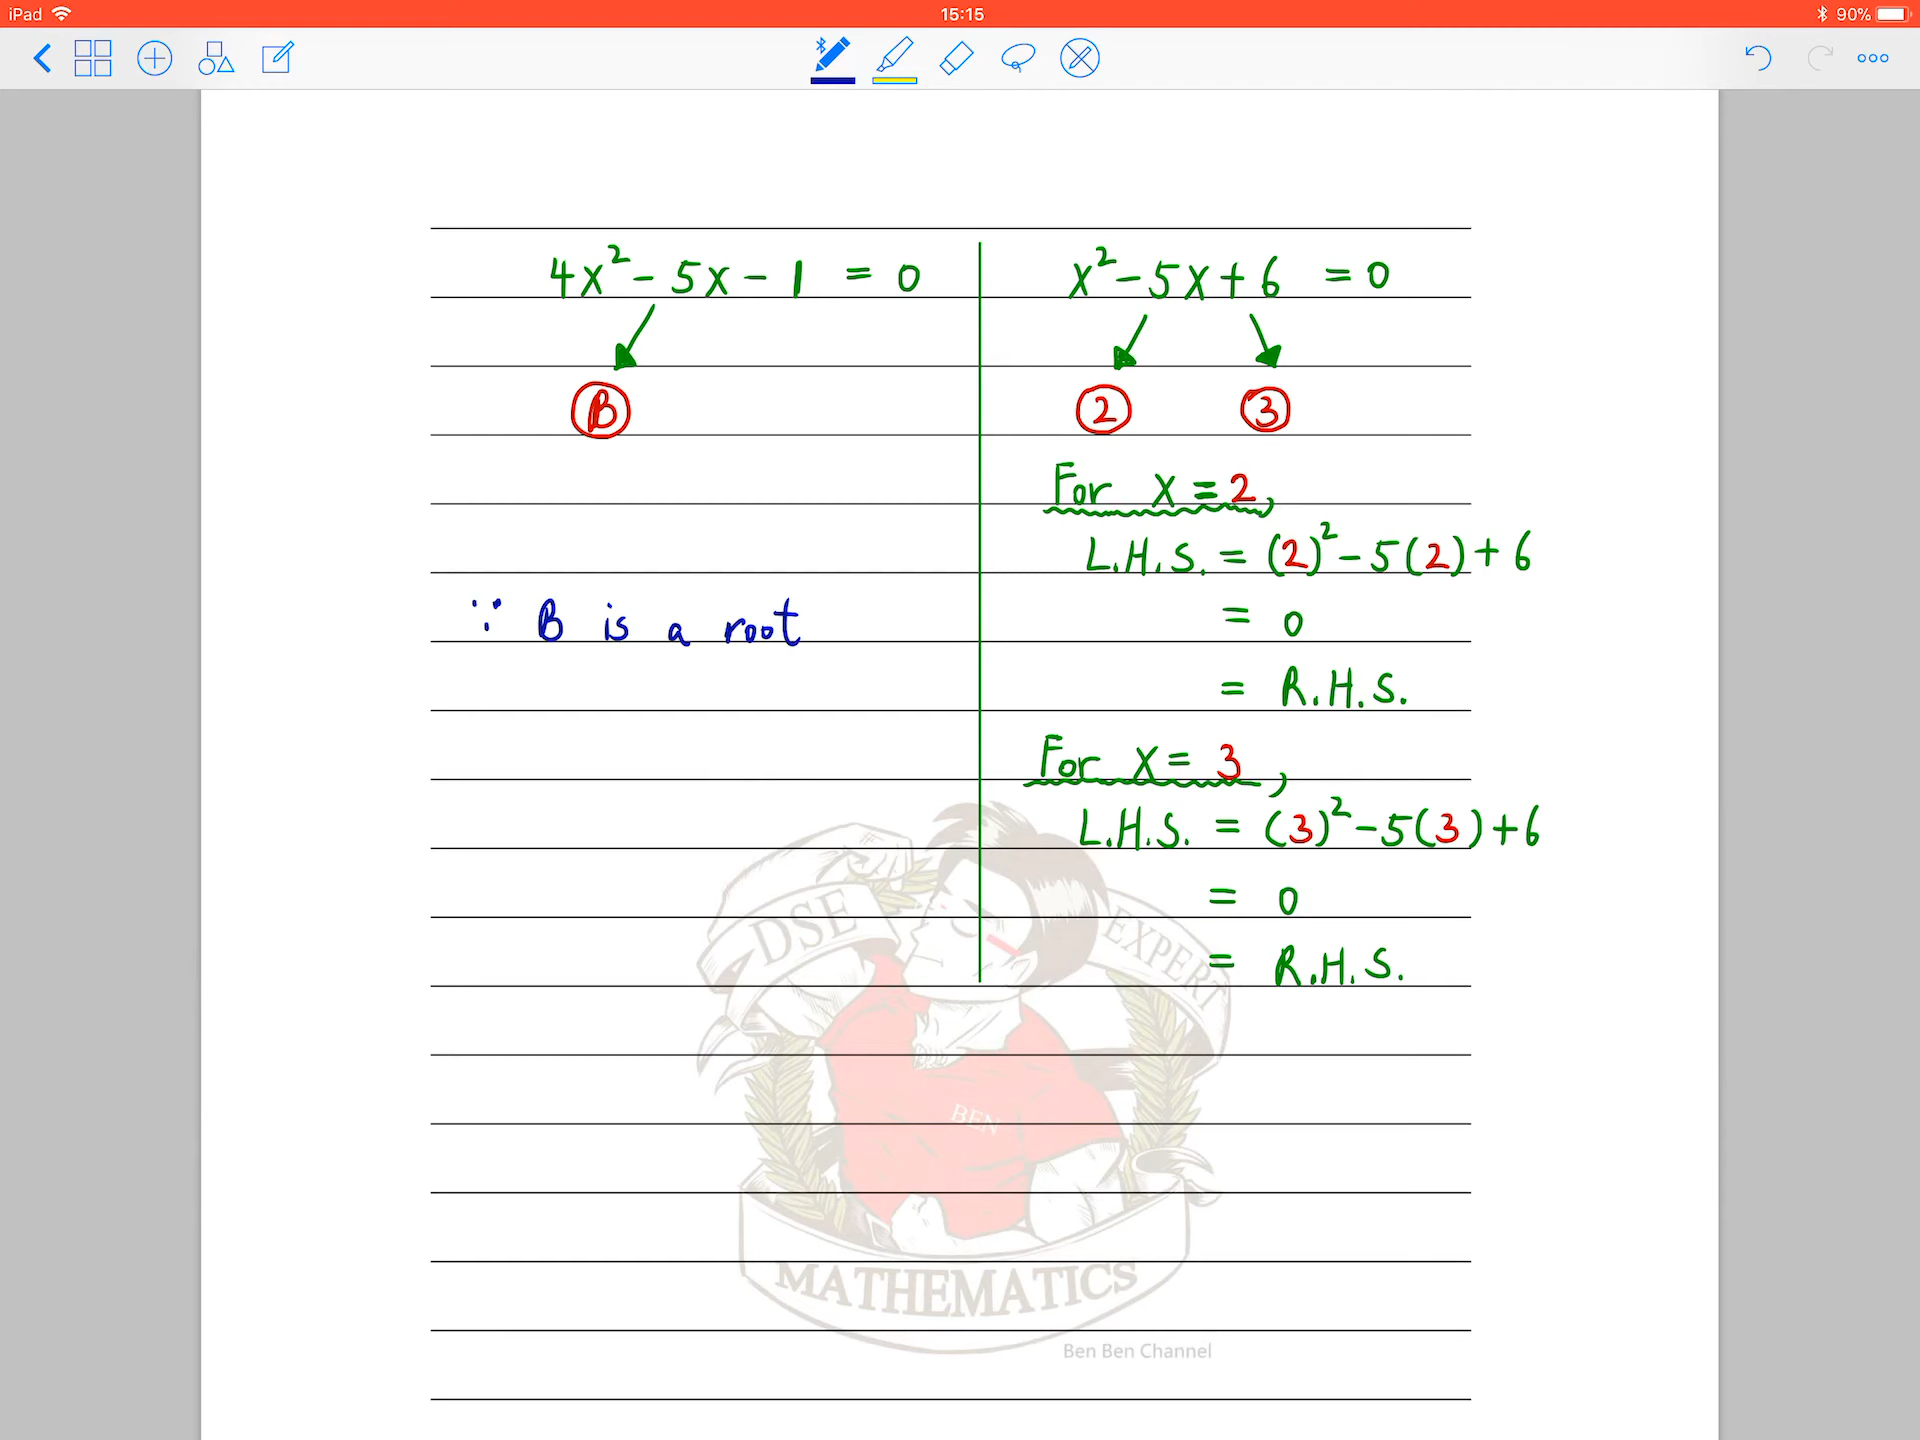 iPad 15:15 90%
4x² - 5x - 1 = 0
B
∵ B is a root
x² - 5x + 6 = 0
2 3
For x = 2,
L.H.S. = (2)² - 5(2) + 6
= 0
= R.H.S.
For x = 3,
L.H.S. = (3)² - 5(3) + 6
= 0
= R.H.S.
DSE EXPERT
BEN
MATHEMATICS
Ben Ben Channel